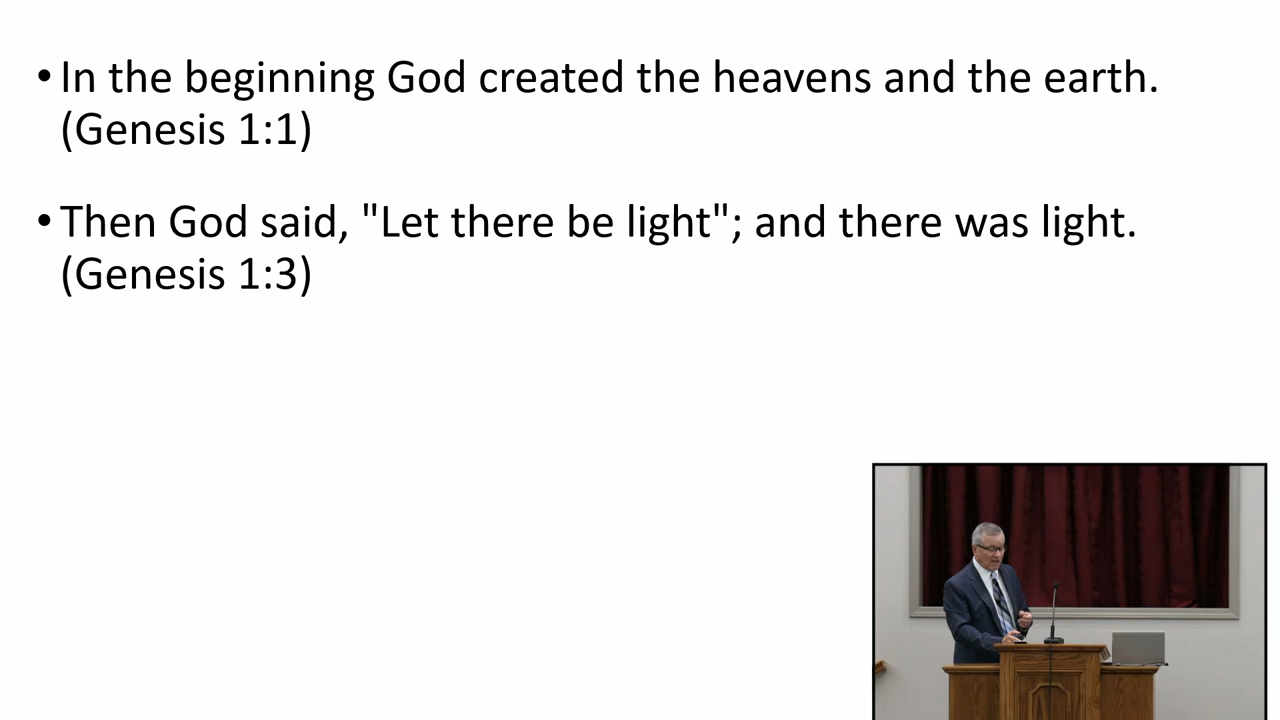 • In the beginning God created the heavens and the earth.
(Genesis 1:1)
• Then God said, "Let there be light"; and there was light.
(Genesis 1:3)